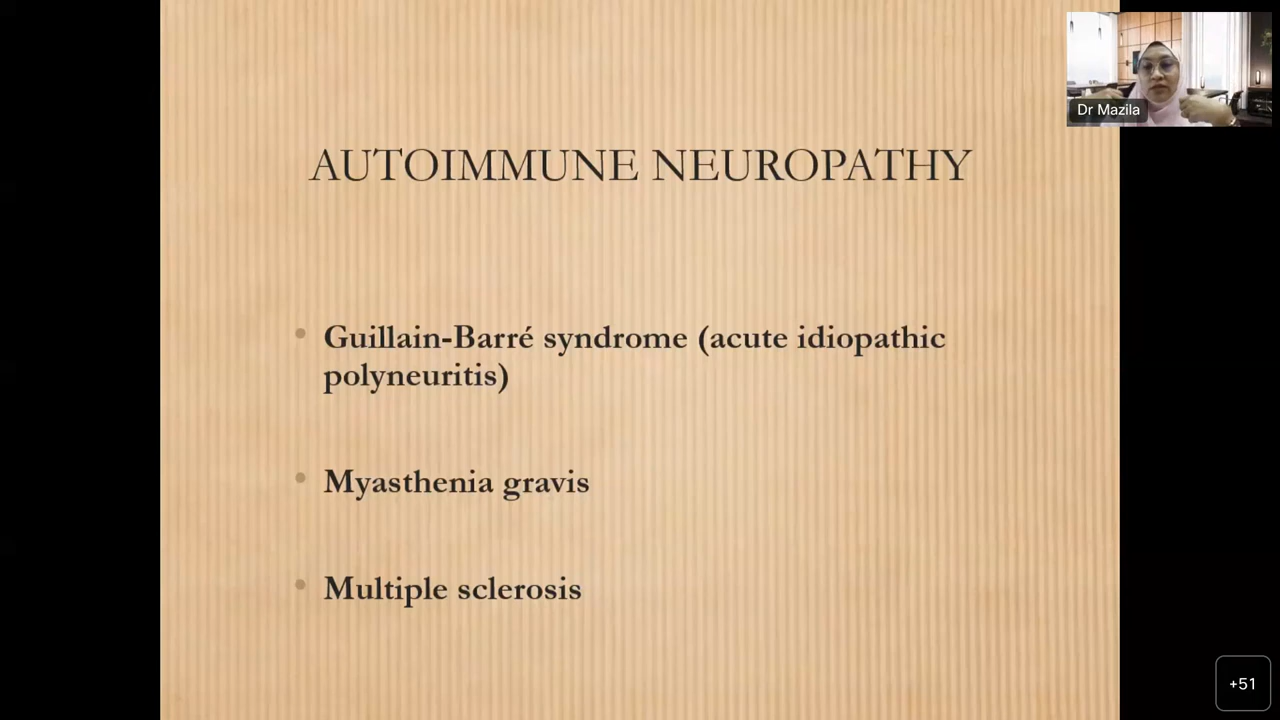 Dr Mazila
AUTOIMMUNE NEUROPATHY
• Guillain-Barré syndrome (acute idiopathic
polyneuritis)
• Myasthenia gravis
• Multiple sclerosis
+51